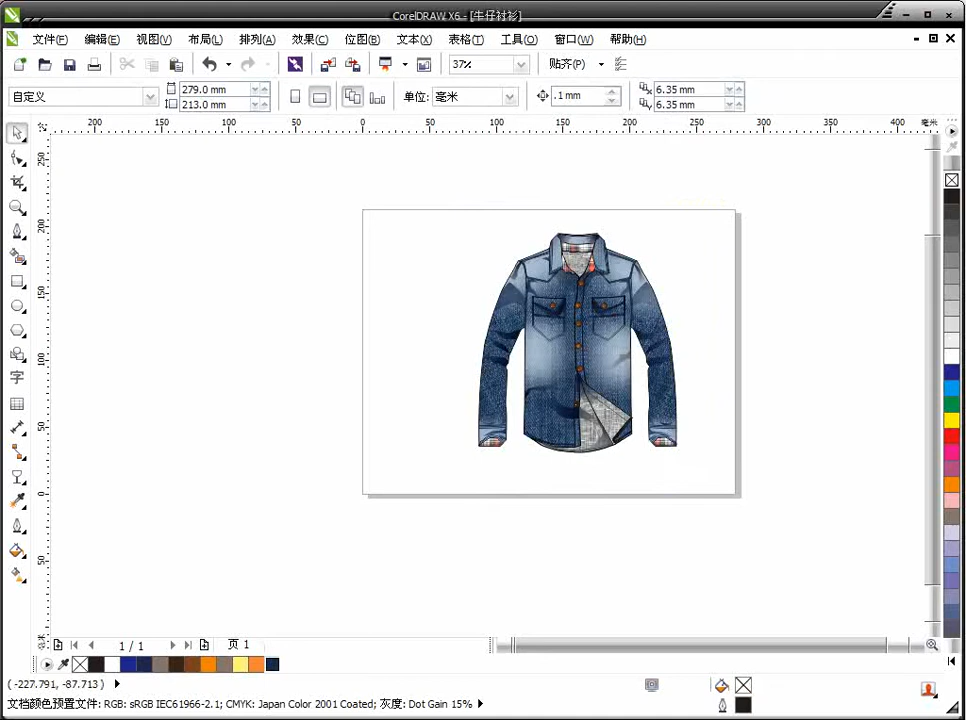 CorelDRAW X6 - [牛仔衬衫]
文件(F) 编辑(E) 视图(V) 布局(L) 排列(A) 效果(C) 位图(B) 文本(X) 表格(T) 工具(O) 窗口(W) 帮助(H)
37% 贴齐(P)
自定义 279.0 mm 213.0 mm 单位: 毫米 .1 mm 6.35 mm 6.35 mm
200 150 100 50 0 50 100 150 200 250 300 350 400 毫米
250
200
150
100
50
0
50
字
1 / 1 页 1
(-227.791, -87.713)
文档颜色预置文件: RGB: sRGB IEC61966-2.1; CMYK: Japan Color 2001 Coated; 灰度: Dot Gain 15%